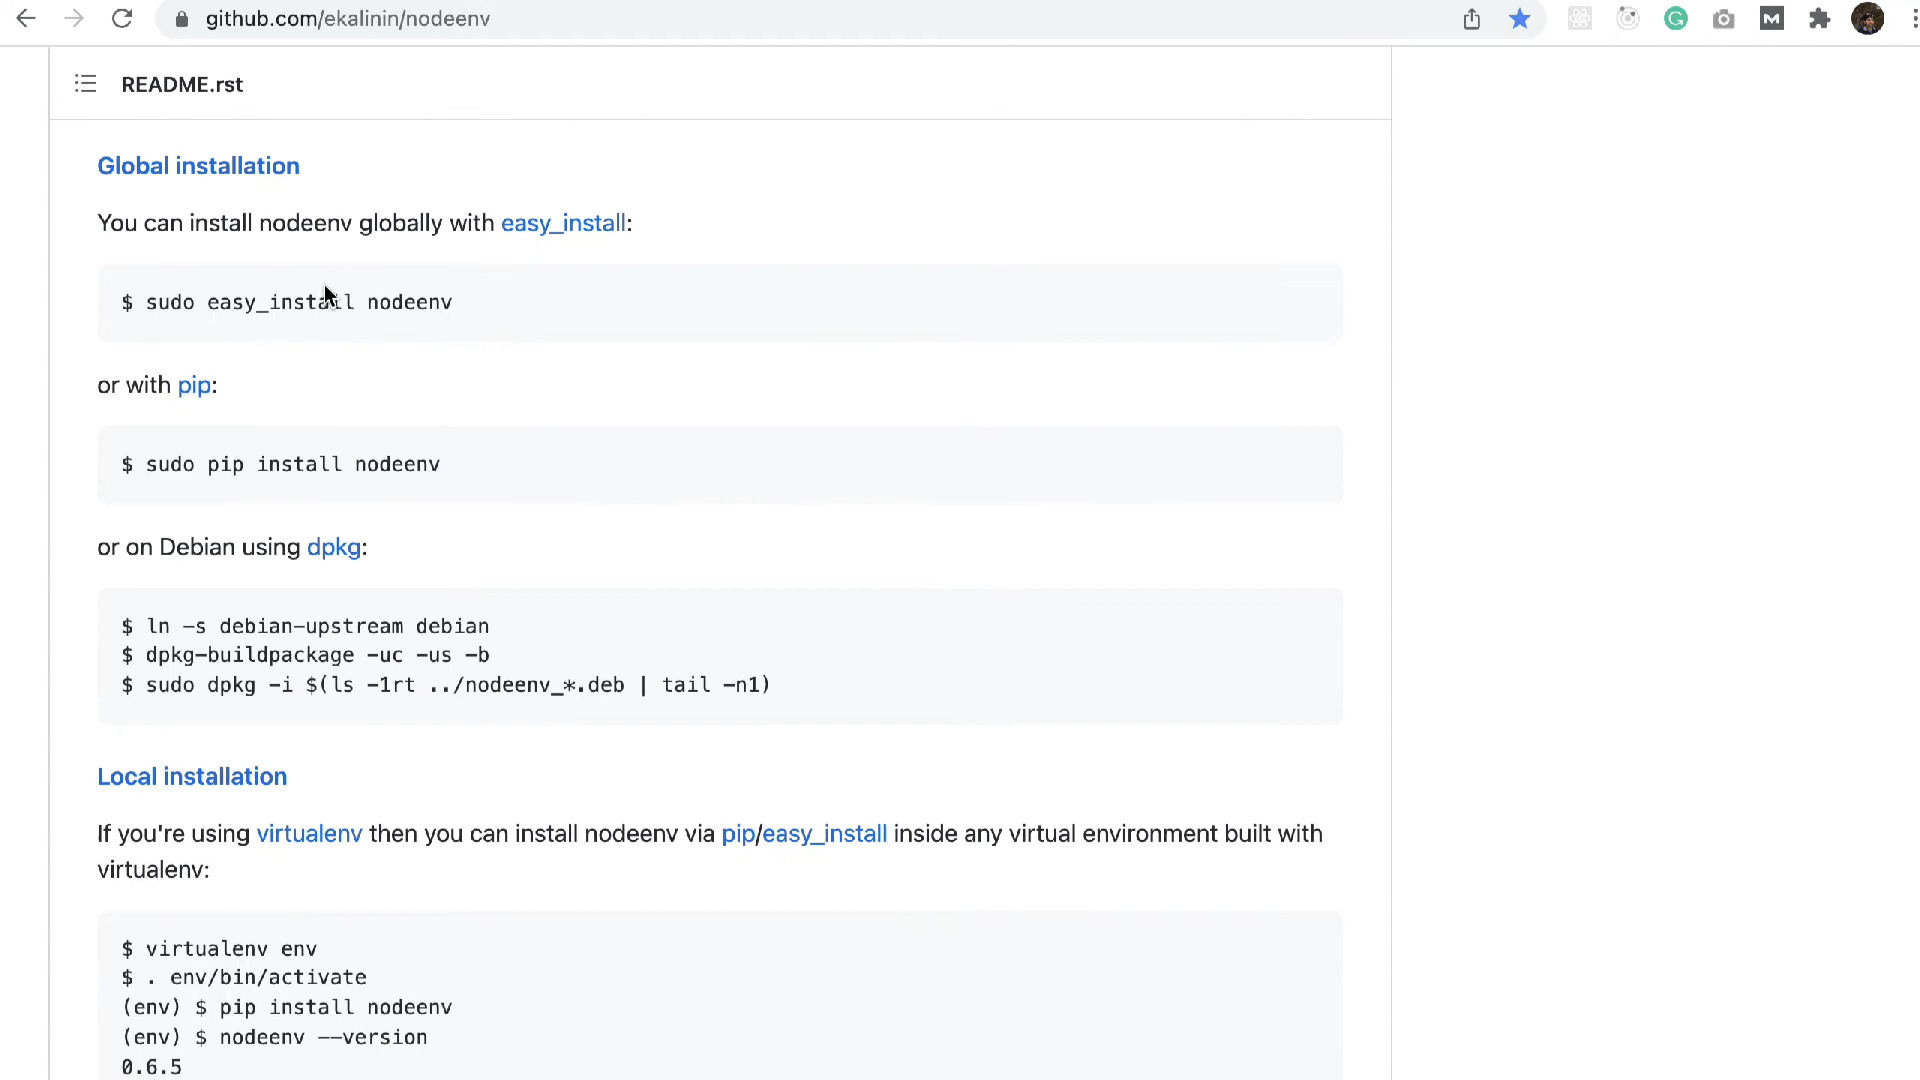 github.com/ekalinin/nodeenv
README.rst
Global installation
You can install nodeenv globally with easy_install:
$ sudo easy_install nodeenv
or with pip:
$ sudo pip install nodeenv
or on Debian using dpkg:
$ ln -s debian-upstream debian
$ dpkg-buildpackage -uc -us -b
$ sudo dpkg -i $(ls -1rt ../nodeenv_*.deb | tail -n1)
Local installation
If you're using virtualenv then you can install nodeenv via pip/easy_install inside any virtual environment built with
virtualenv:
$ virtualenv env
$ . env/bin/activate
(env) $ pip install nodeenv
(env) $ nodeenv --version
0.6.5